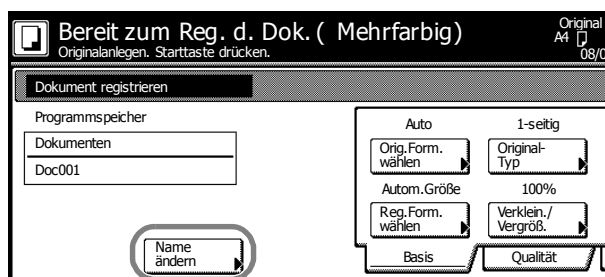 Bereit zum Reg. d. Dok. ( Mehrfarbig)
Originalanlegen. Starttaste drücken.
Original
A4
08/0
Dokument registrieren
Programmspeicher
Dokumenten
Doc001
Name
ändern
Auto
1-seitig
Orig.Form.
wählen
Original-
Typ
Autom.Größe
100%
Reg.Form.
wählen
Verklein./
Vergröß.
Basis
Qualität